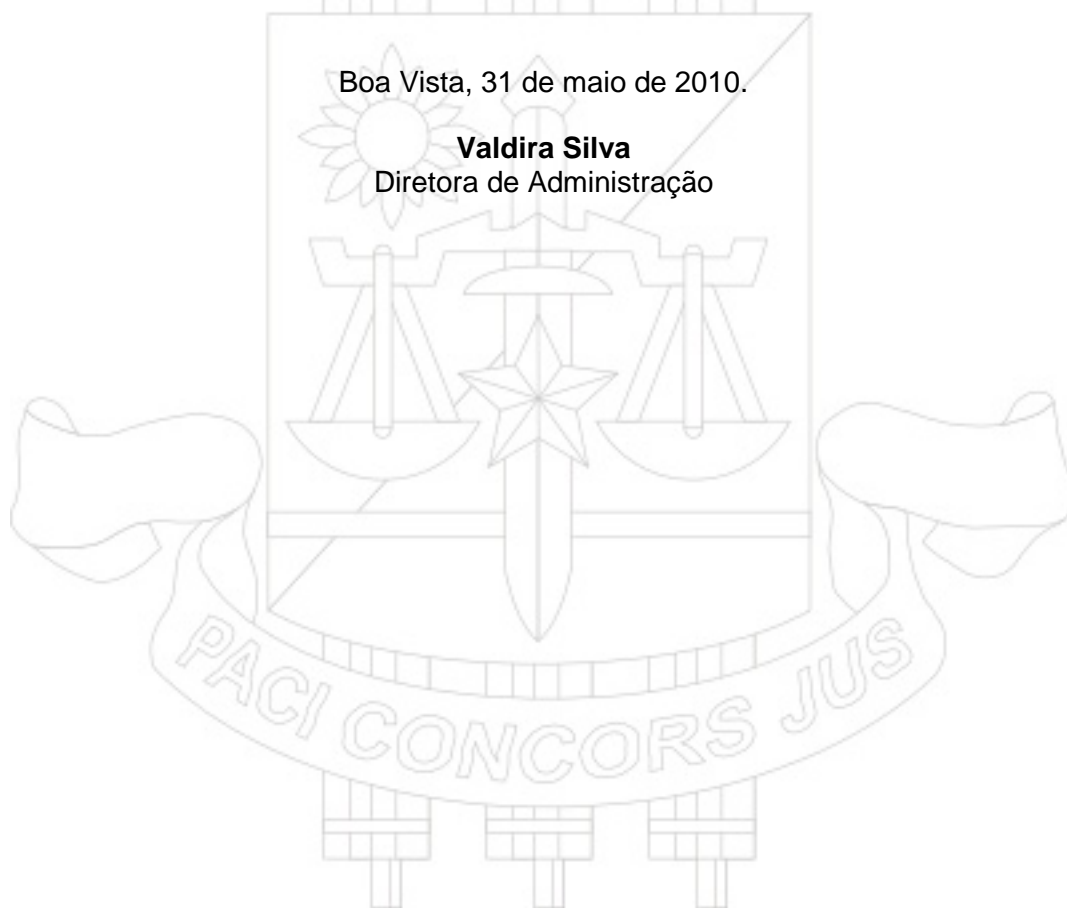 Boa Vista, 31 de maio de 2010.
Valdira Silva
Diretora de Administração
PACI CONCORS JUS